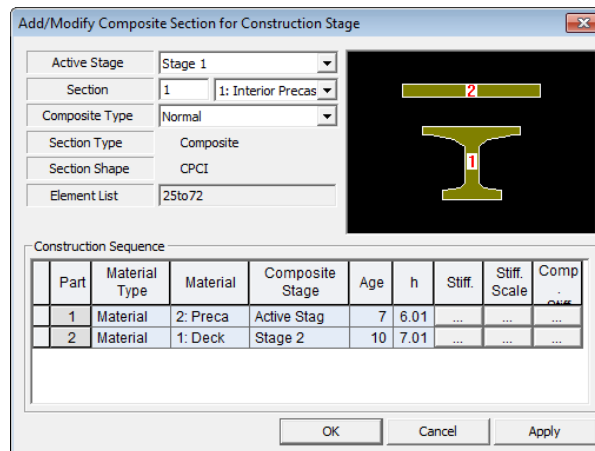 Add/Modify Composite Section for Construction Stage
Active Stage Stage 1
Section 1 1: Interior Precas
Composite Type Normal
Section Type Composite
Section Shape CPCI
Element List 25to72
2
1
Construction Sequence
Part Material Type Material Composite Stage Age h Stiff. Stiff. Scale Comp .
1 Material 2: Preca Active Stag 7 6.01 ... ... ...
2 Material 1: Deck Stage 2 10 7.01 ... ... ...
OK Cancel Apply